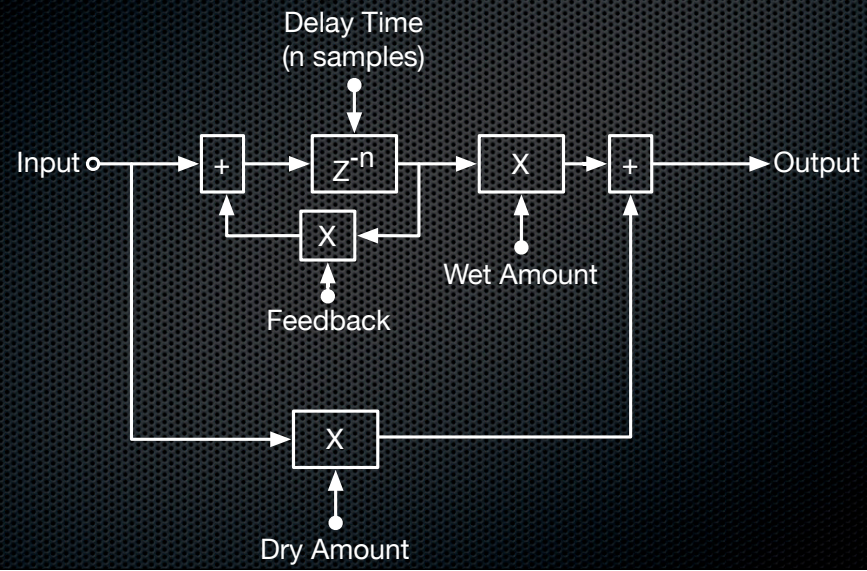 Delay Time
(n samples)
Input
+
Z-n
X
+
Output
X
Wet Amount
Feedback
X
Dry Amount